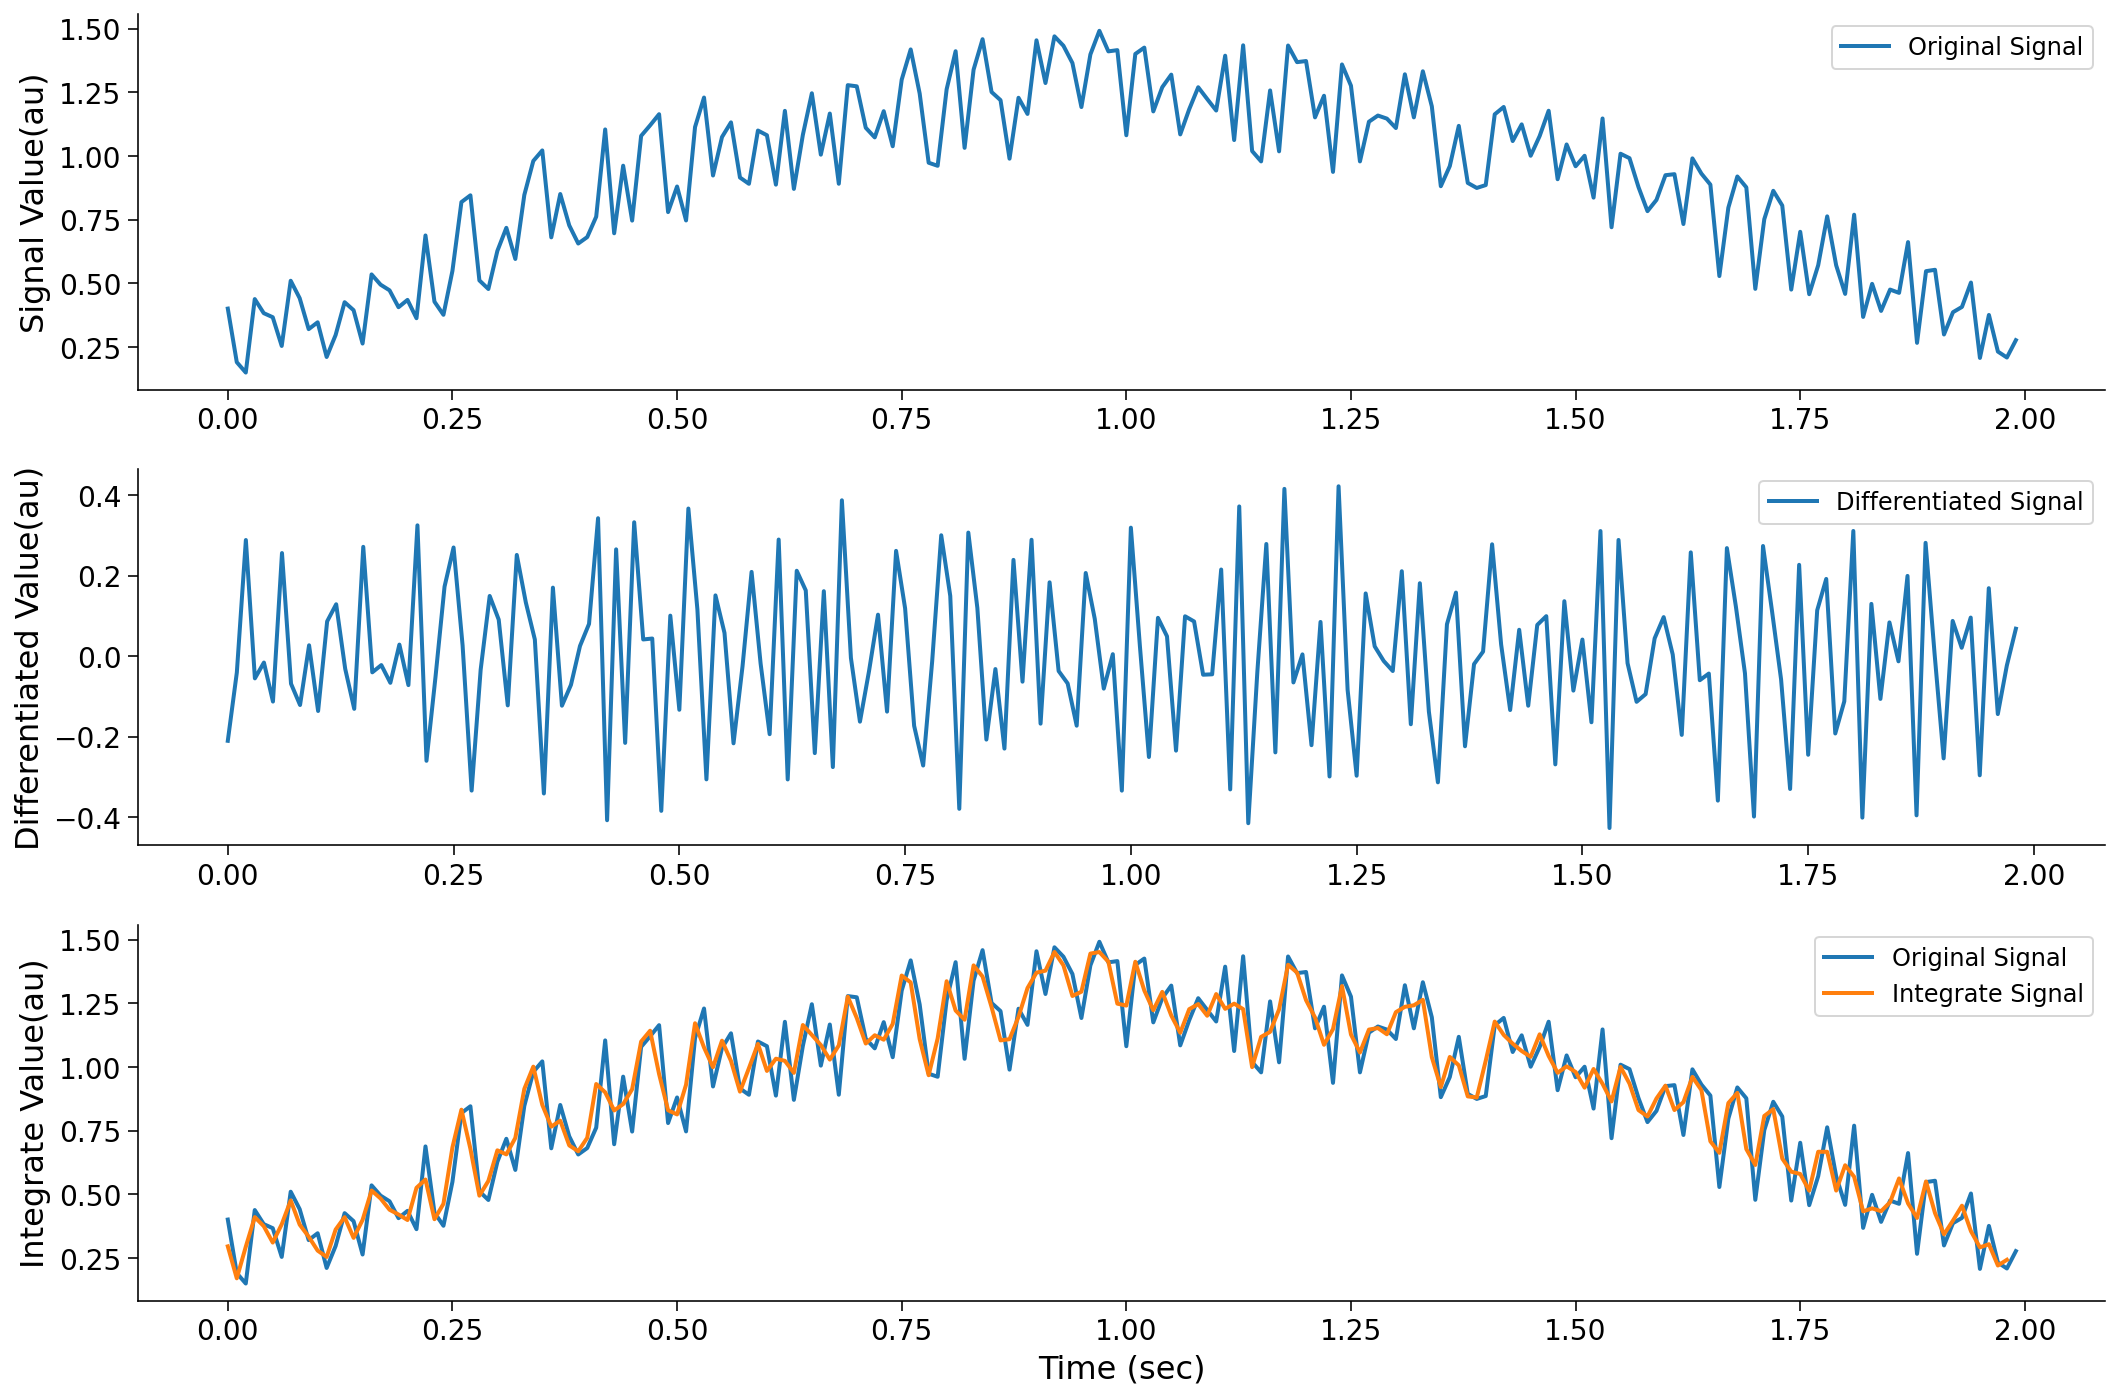 Signal Value(au)
1.50
1.25
1.00
0.75
0.50
0.25
Original Signal
0.00 0.25 0.50 0.75 1.00 1.25 1.50 1.75 2.00
Differentiated Value(au)
0.4
0.2
0.0
−0.2
−0.4
Differentiated Signal
0.00 0.25 0.50 0.75 1.00 1.25 1.50 1.75 2.00
Integrate Value(au)
1.50
1.25
1.00
0.75
0.50
0.25
Original Signal
Integrate Signal
0.00 0.25 0.50 0.75 1.00 1.25 1.50 1.75 2.00
Time (sec)